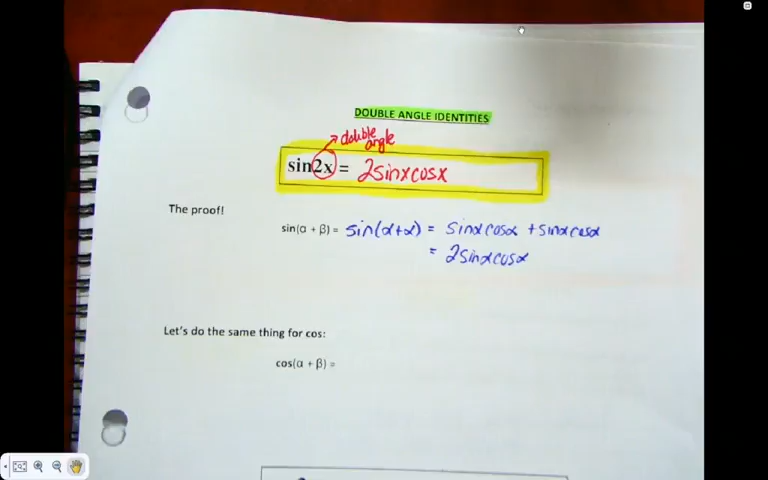 DOUBLE ANGLE IDENTITIES
double
angle
sin2x = 2sinxcosx
The proof!
sin(α + β) = sin(α+α) = sinαcosα + sinαcosα
= 2sinαcosα
Let's do the same thing for cos:
cos(α + β) =